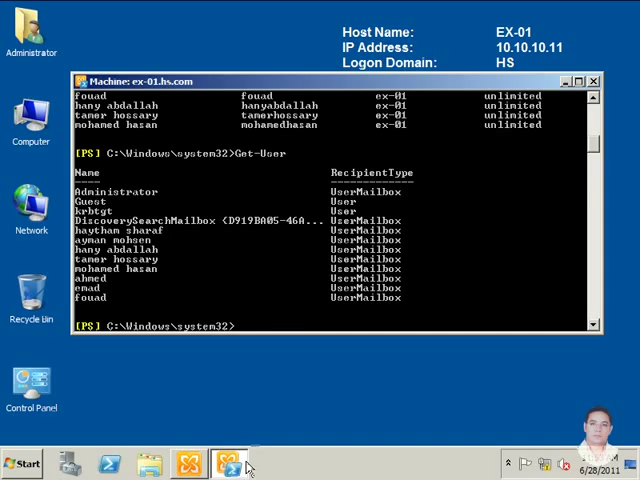 Administrator
Host Name: EX-01
IP Address: 10.10.10.11
Logon Domain: HS
Machine: ex-01.hs.com
fouad fouad ex-01 unlimited
hany abdallah hanyabdallah ex-01 unlimited
tamer hossary tamerhossary ex-01 unlimited
mohamed hasan mohamedhasan ex-01 unlimited
[PS] C:\Windows\system32>Get-User
Name RecipientType
---- -------------
Administrator UserMailbox
Guest User
krbtgt User
DiscoverySearchMailbox {D919BA05-46A... UserMailbox
haytham sharaf UserMailbox
ayman mohsen UserMailbox
hany abdallah UserMailbox
tamer hossary UserMailbox
mohamed hasan UserMailbox
ahmed UserMailbox
emad UserMailbox
fouad UserMailbox
[PS] C:\Windows\system32>
Computer
Network
Recycle Bin
Control Panel
Start
6/28/2011